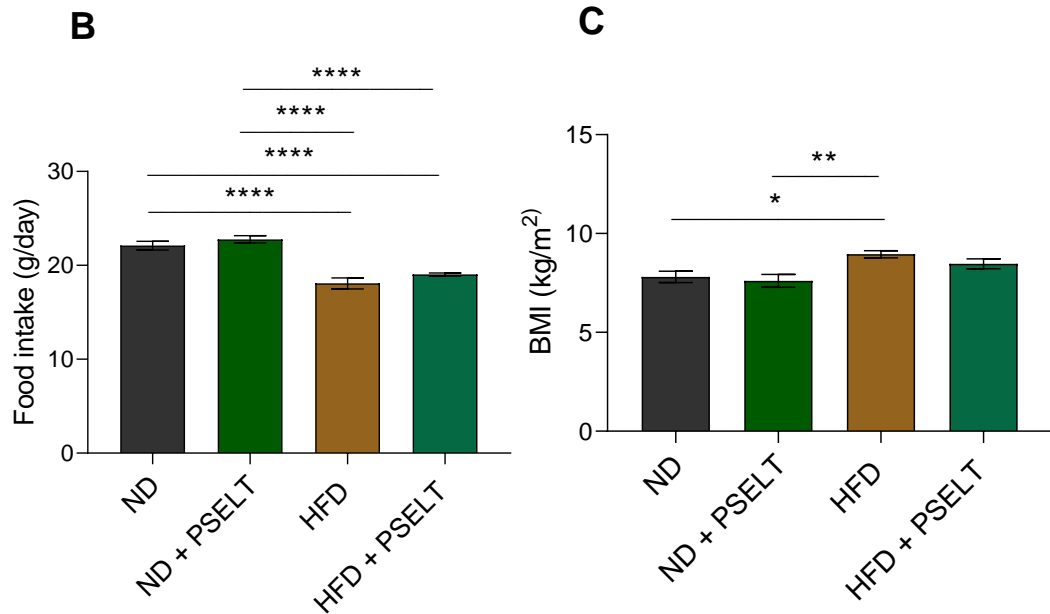 B
****
****
****
****
Food intake (g/day)
30
20
10
0
ND
ND + PSELT
HFD
HFD + PSELT
C
**
*
BMI (kg/m²)
15
10
5
0
ND
ND + PSELT
HFD
HFD + PSELT